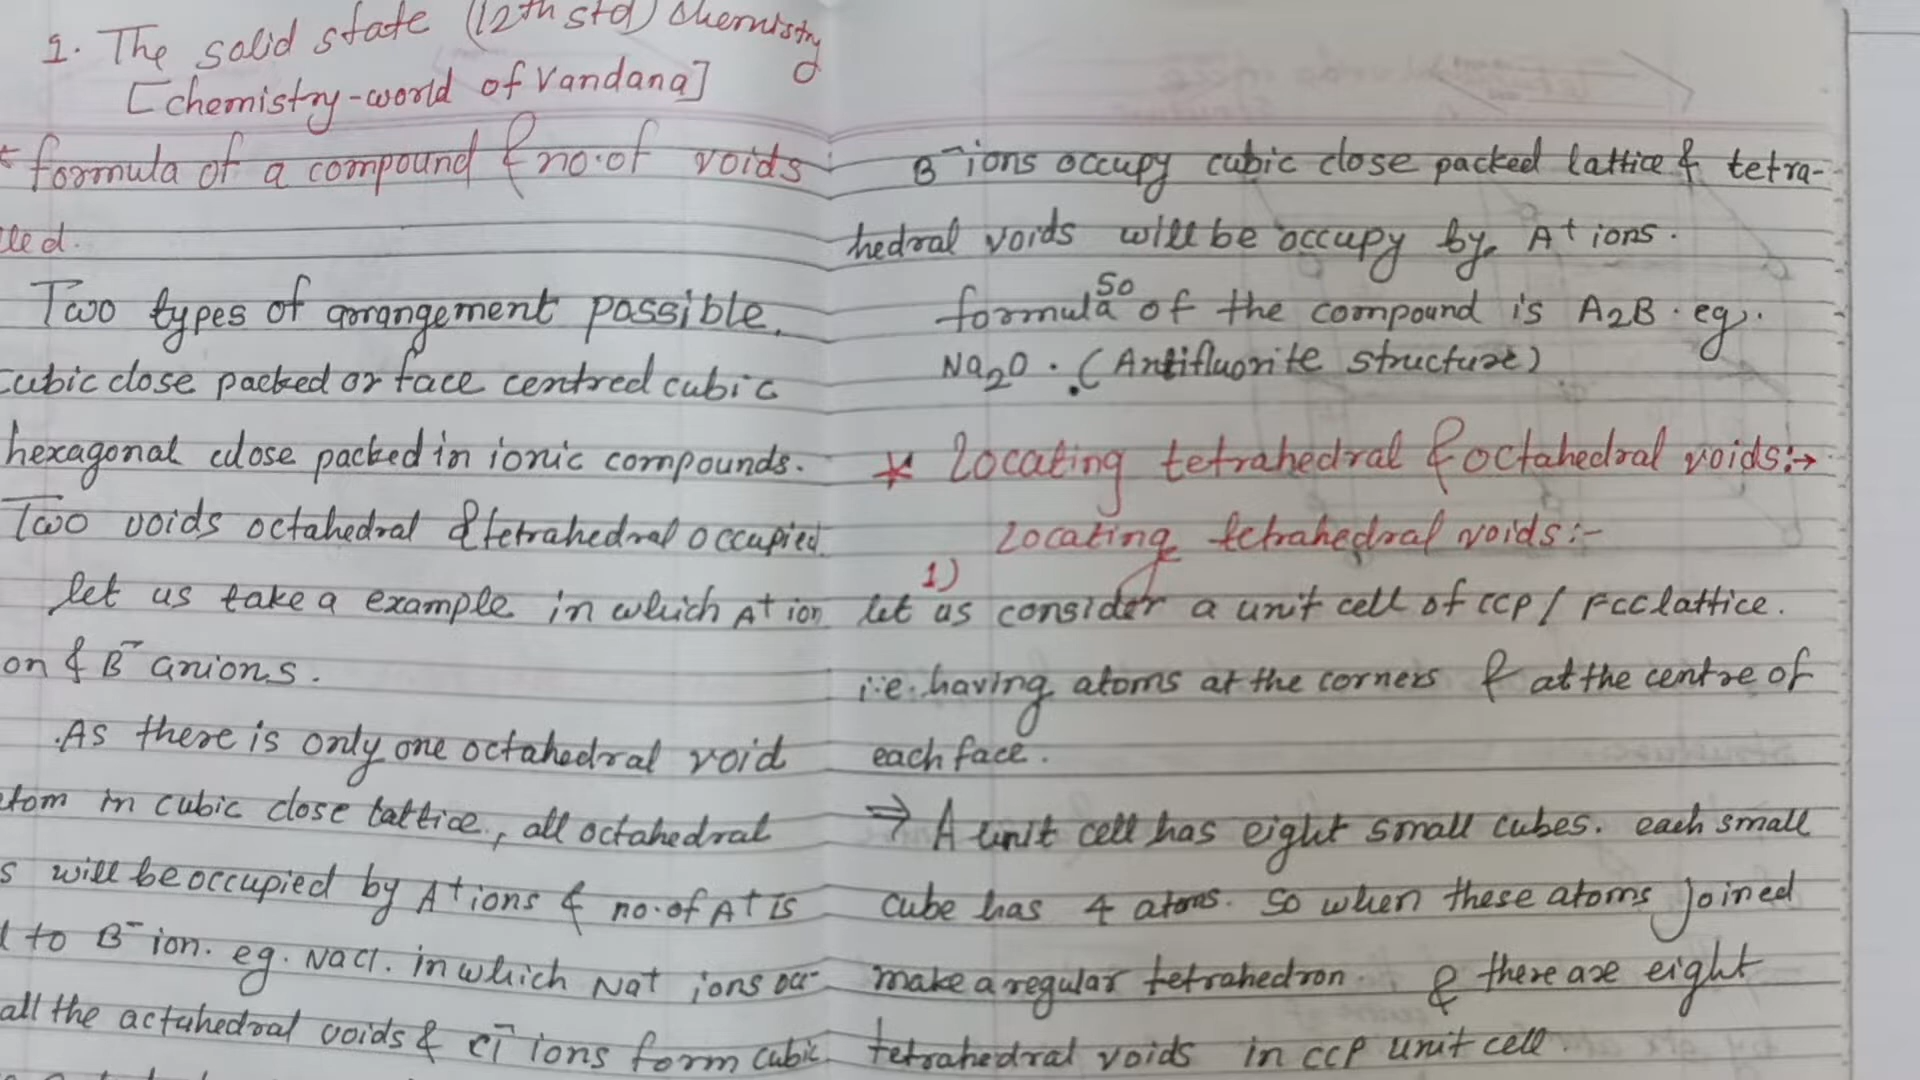 1. The solid state (12th std) chemistry
[chemistry-world of Vandana]
formula of a compound & no. of voids
led.
Two types of arrangement possible.
cubic close packed or face centred cubic
hexagonal close packed in ionic compounds.
Two voids octahedral & tetrahedral occupied
let us take a example in which A+ ion
on & B- anions.
As there is only one octahedral void
atom in cubic close lattice, all octahedral
s will be occupied by A+ ions & no. of A+ is
l to B- ion. eg. NaCl. in which Na+ ions occ-
all the octahedral voids & Cl- ions form cubic
B- ions occupy cubic close packed lattice & tetra-
hedral voids will be occupy by A+ ions.
so
formula of the compound is A2B. eg.
Na2O. (Antifluorite structure)
* Locating tetrahedral & octahedral voids:→
Locating tetrahedral voids:-
1)
let us consider a unit cell of CCP / FCC lattice.
i.e. having atoms at the corners & at the centre of
each face.
⇒ A unit cell has eight small cubes. each small
cube has 4 atoms. So when these atoms joined
make a regular tetrahedron. & there are eight
tetrahedral voids in CCP unit cell.